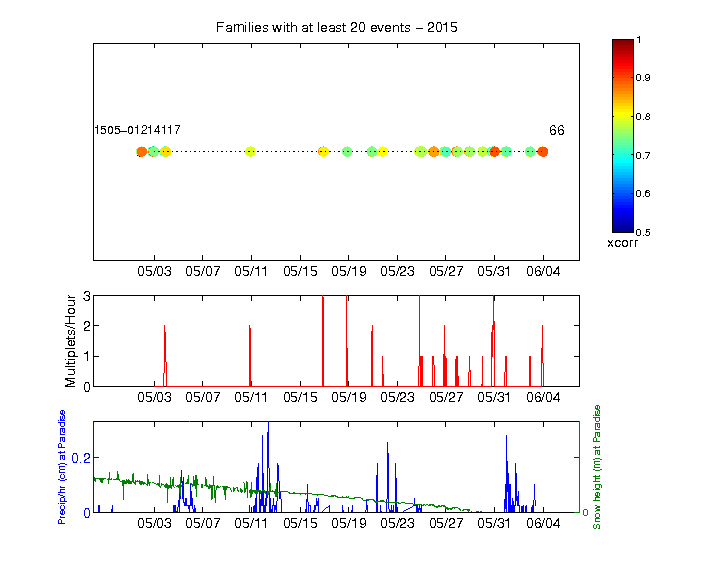 Families with at least 20 events − 2015
1505−01214117
66
05/03 05/07 05/11 05/15 05/19 05/23 05/27 05/31 06/04
1
0.9
0.8
0.7
0.6
0.5
xcorr
Multiplets/Hour
3
2
1
0
05/03 05/07 05/11 05/15 05/19 05/23 05/27 05/31 06/04
Precip/hr (cm) at Paradise
0.2
0
05/03 05/07 05/11 05/15 05/19 05/23 05/27 05/31 06/04
0
Snow height (m) at Paradise